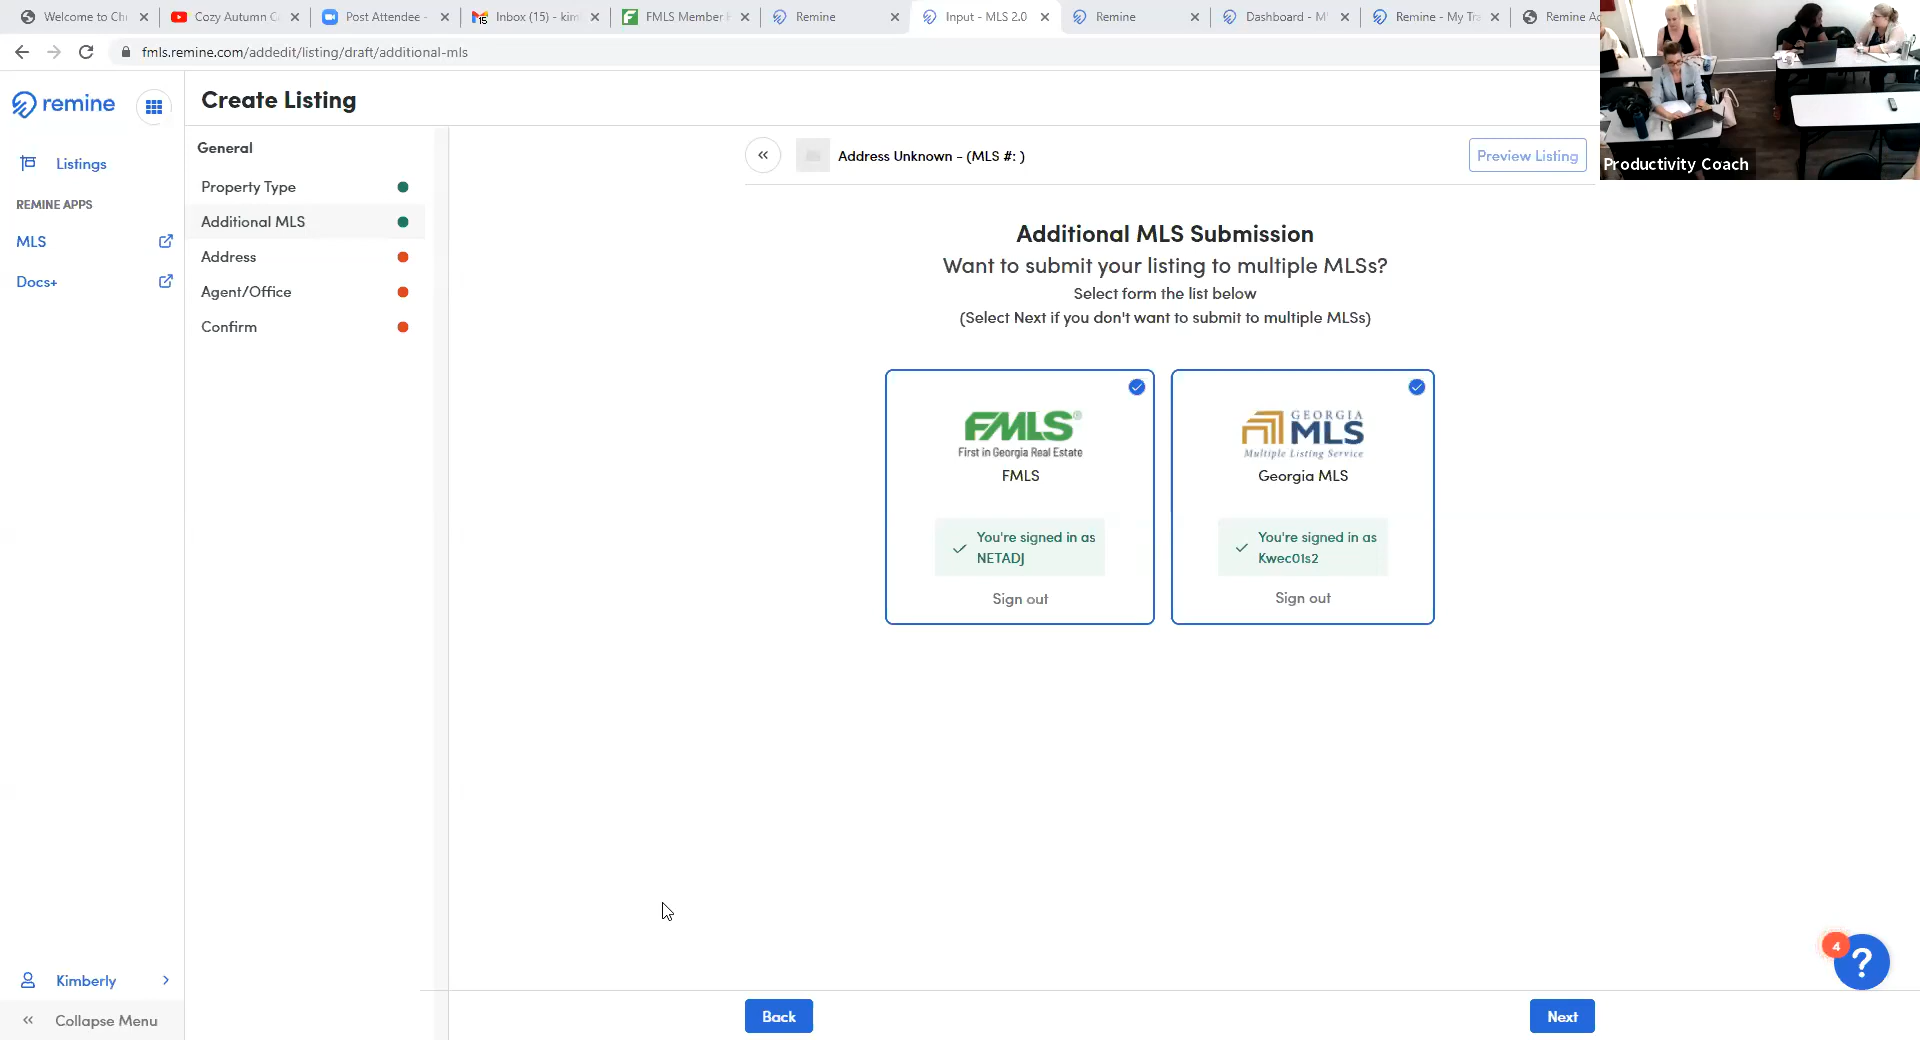 Welcome to Ch
Cozy Autumn C
Post Attendee -
15
Inbox (15) - kim
FMLS Member
Remine
Input - MLS 2.0
Remine
Dashboard - M
Remine - My Tra
Remine Ac
fmls.remine.com/addedit/listing/draft/additional-mls
remine
Create Listing
Listings
REMINE APPS
MLS
Docs+
General
Property Type
Additional MLS
Address
Agent/Office
Confirm
Address Unknown - (MLS #: )
Preview Listing
Productivity Coach
Additional MLS Submission
Want to submit your listing to multiple MLSs?
Select form the list below
(Select Next if you don't want to submit to multiple MLSs)
FMLS®
First in Georgia Real Estate
FMLS
You're signed in as
NETADJ
Sign out
GEORGIA
MLS
Multiple Listing Service
Georgia MLS
You're signed in as
Kwec01s2
Sign out
4
?
Kimberly
Collapse Menu
Back
Next